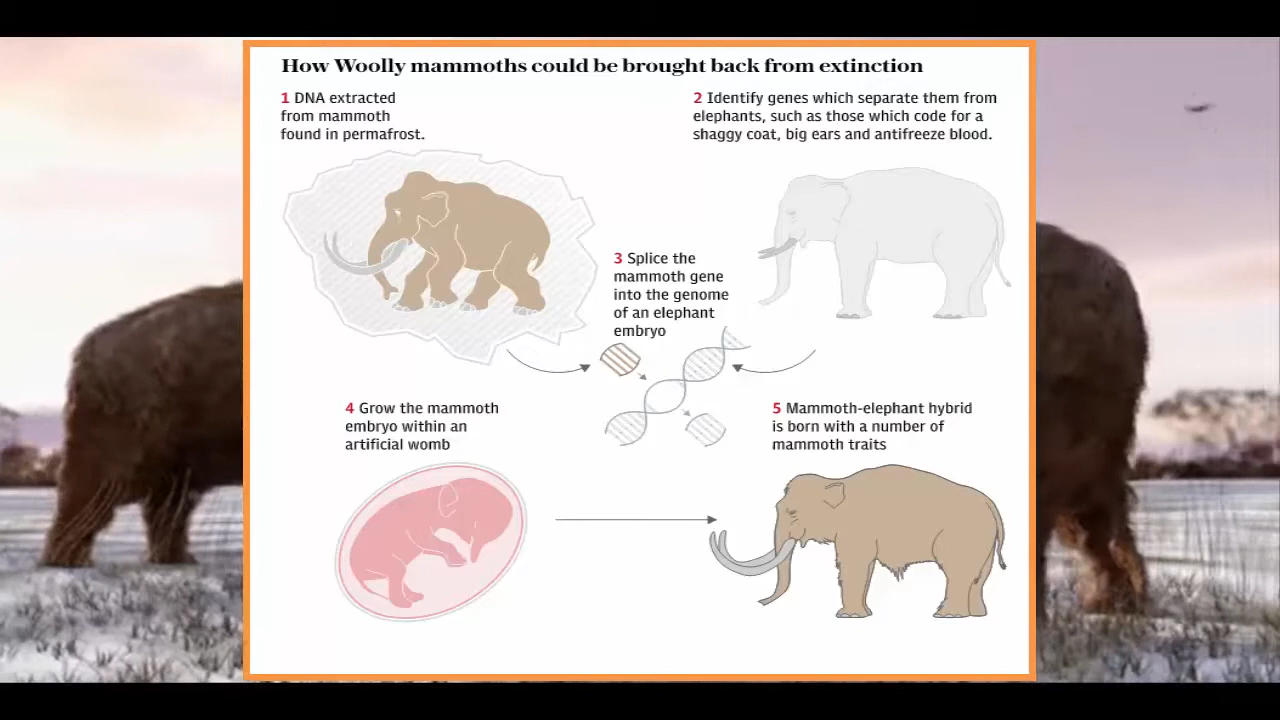 How Woolly mammoths could be brought back from extinction
1 DNA extracted
from mammoth
found in permafrost.
2 Identify genes which separate them from
elephants, such as those which code for a
shaggy coat, big ears and antifreeze blood.
3 Splice the
mammoth gene
into the genome
of an elephant
embryo
4 Grow the mammoth
embryo within an
artificial womb
5 Mammoth-elephant hybrid
is born with a number of
mammoth traits